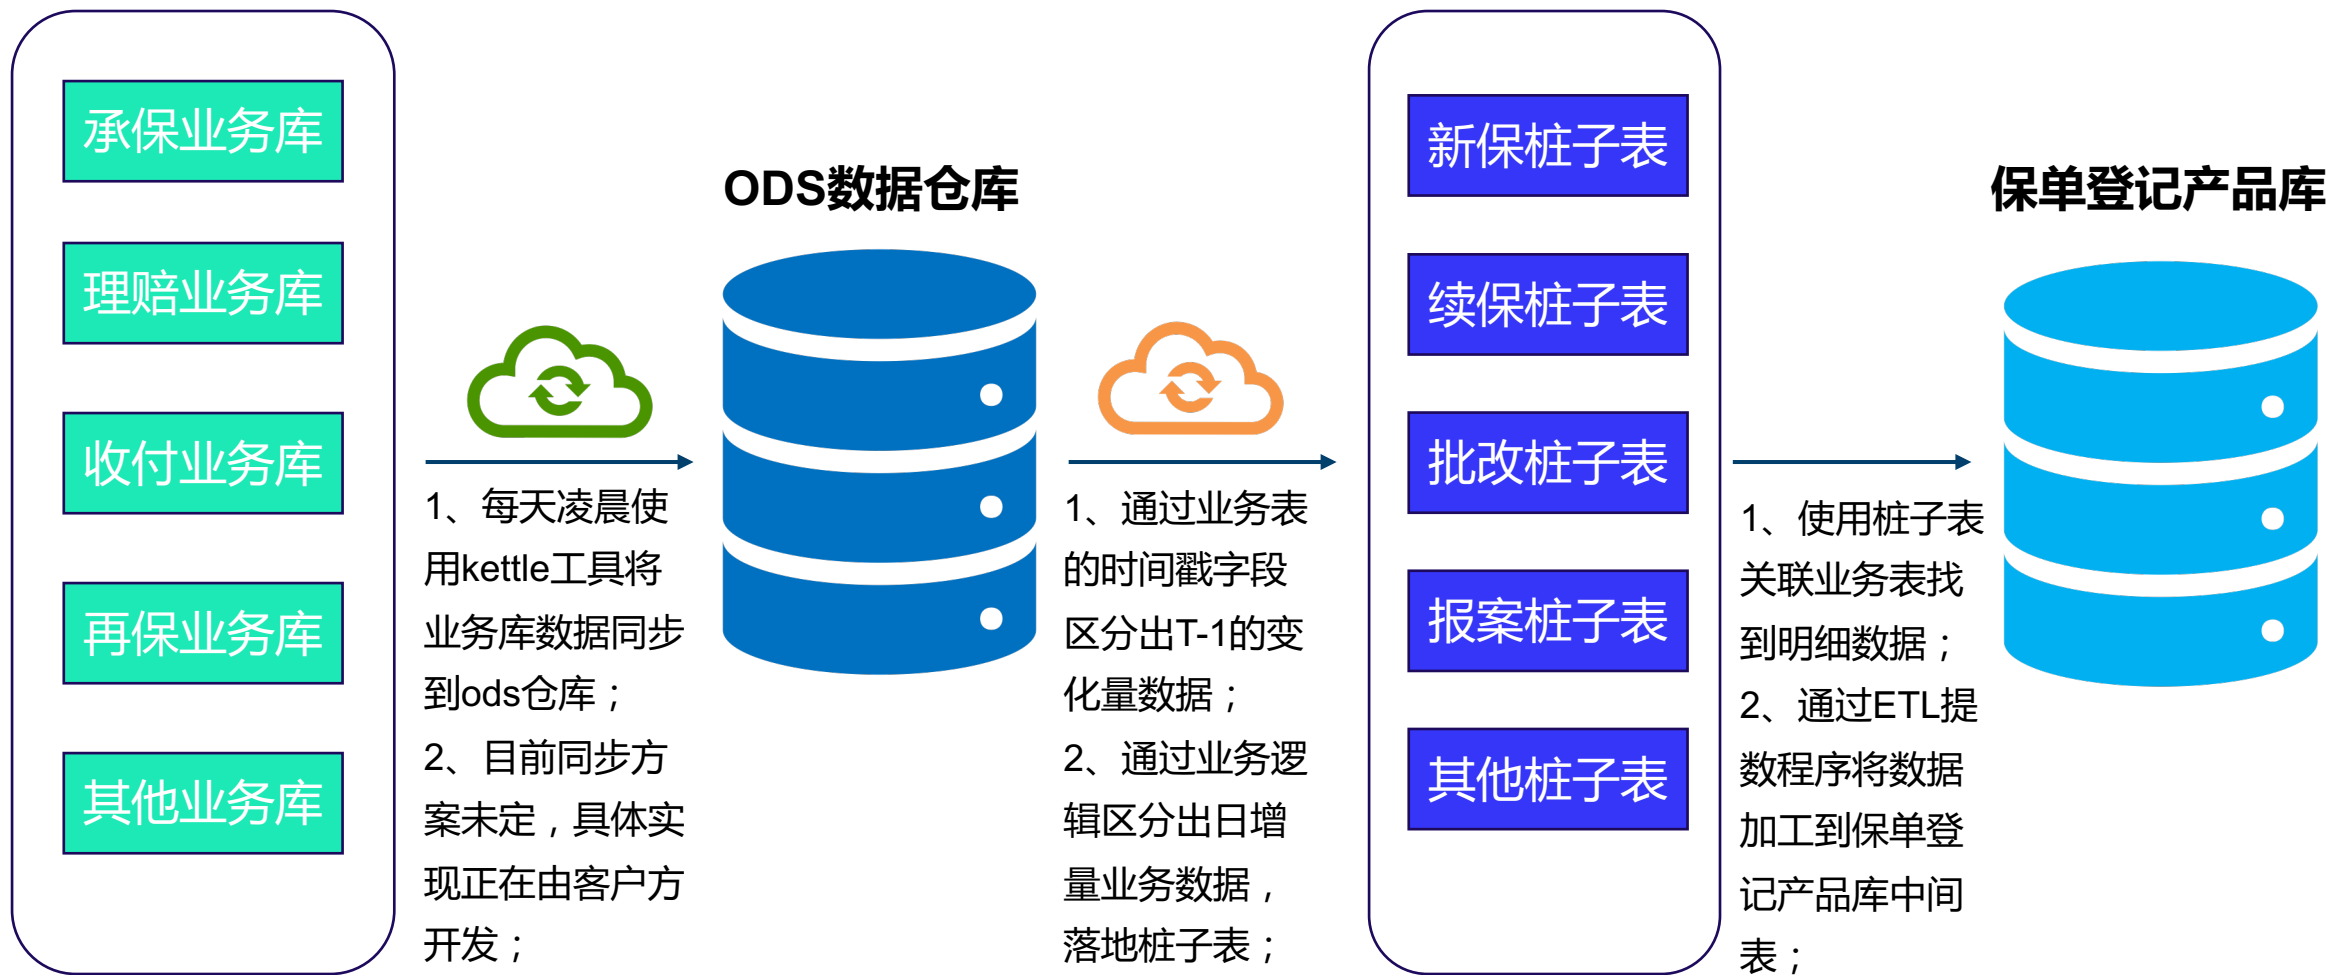 承保业务库
理赔业务库
收付业务库
再保业务库
其他业务库
1、每天凌晨使
用kettle工具将
业务库数据同步
到ods仓库；
2、目前同步方
案未定，具体实
现正在由客户方
开发；
ODS数据仓库
1、通过业务表
的时间戳字段
区分出T-1的变
化量数据；
2、通过业务逻
辑区分出日增
量业务数据，
落地桩子表；
新保桩子表
续保桩子表
批改桩子表
报案桩子表
其他桩子表
1、使用桩子表
关联业务表找
到明细数据；
2、通过ETL提
数程序将数据
加工到保单登
记产品库中间
表；
保单登记产品库